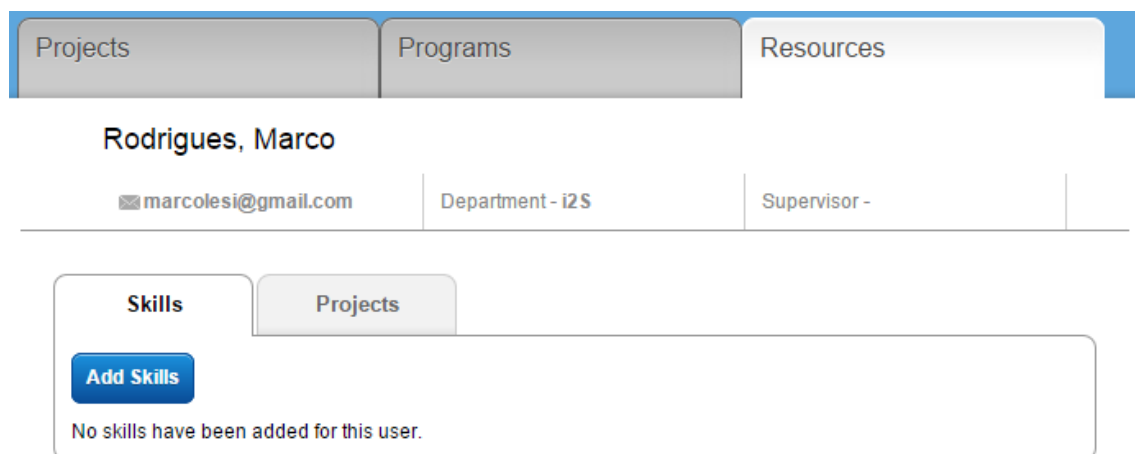 Projects Programs Resources
Rodrigues, Marco
marcolesi@gmail.com Department - i2S Supervisor -
Skills Projects
Add Skills
No skills have been added for this user.